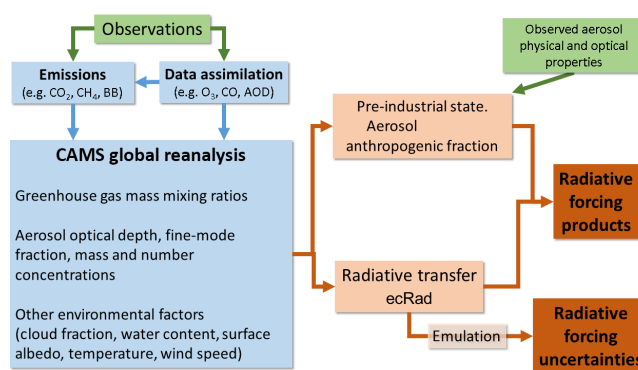 Observations
Emissions
(e.g. CO₂, CH₄, BB)
Data assimilation
(e.g. O₃, CO, AOD)
Observed aerosol
physical and optical
properties
CAMS global reanalysis
Greenhouse gas mass mixing ratios
Aerosol optical depth, fine-mode
fraction, mass and number
concentrations
Other environmental factors
(cloud fraction, water content, surface
albedo, temperature, wind speed)
Pre-industrial state.
Aerosol
anthropogenic fraction
Radiative transfer
ecRad
Emulation
Radiative
forcing
products
Radiative
forcing
uncertainties